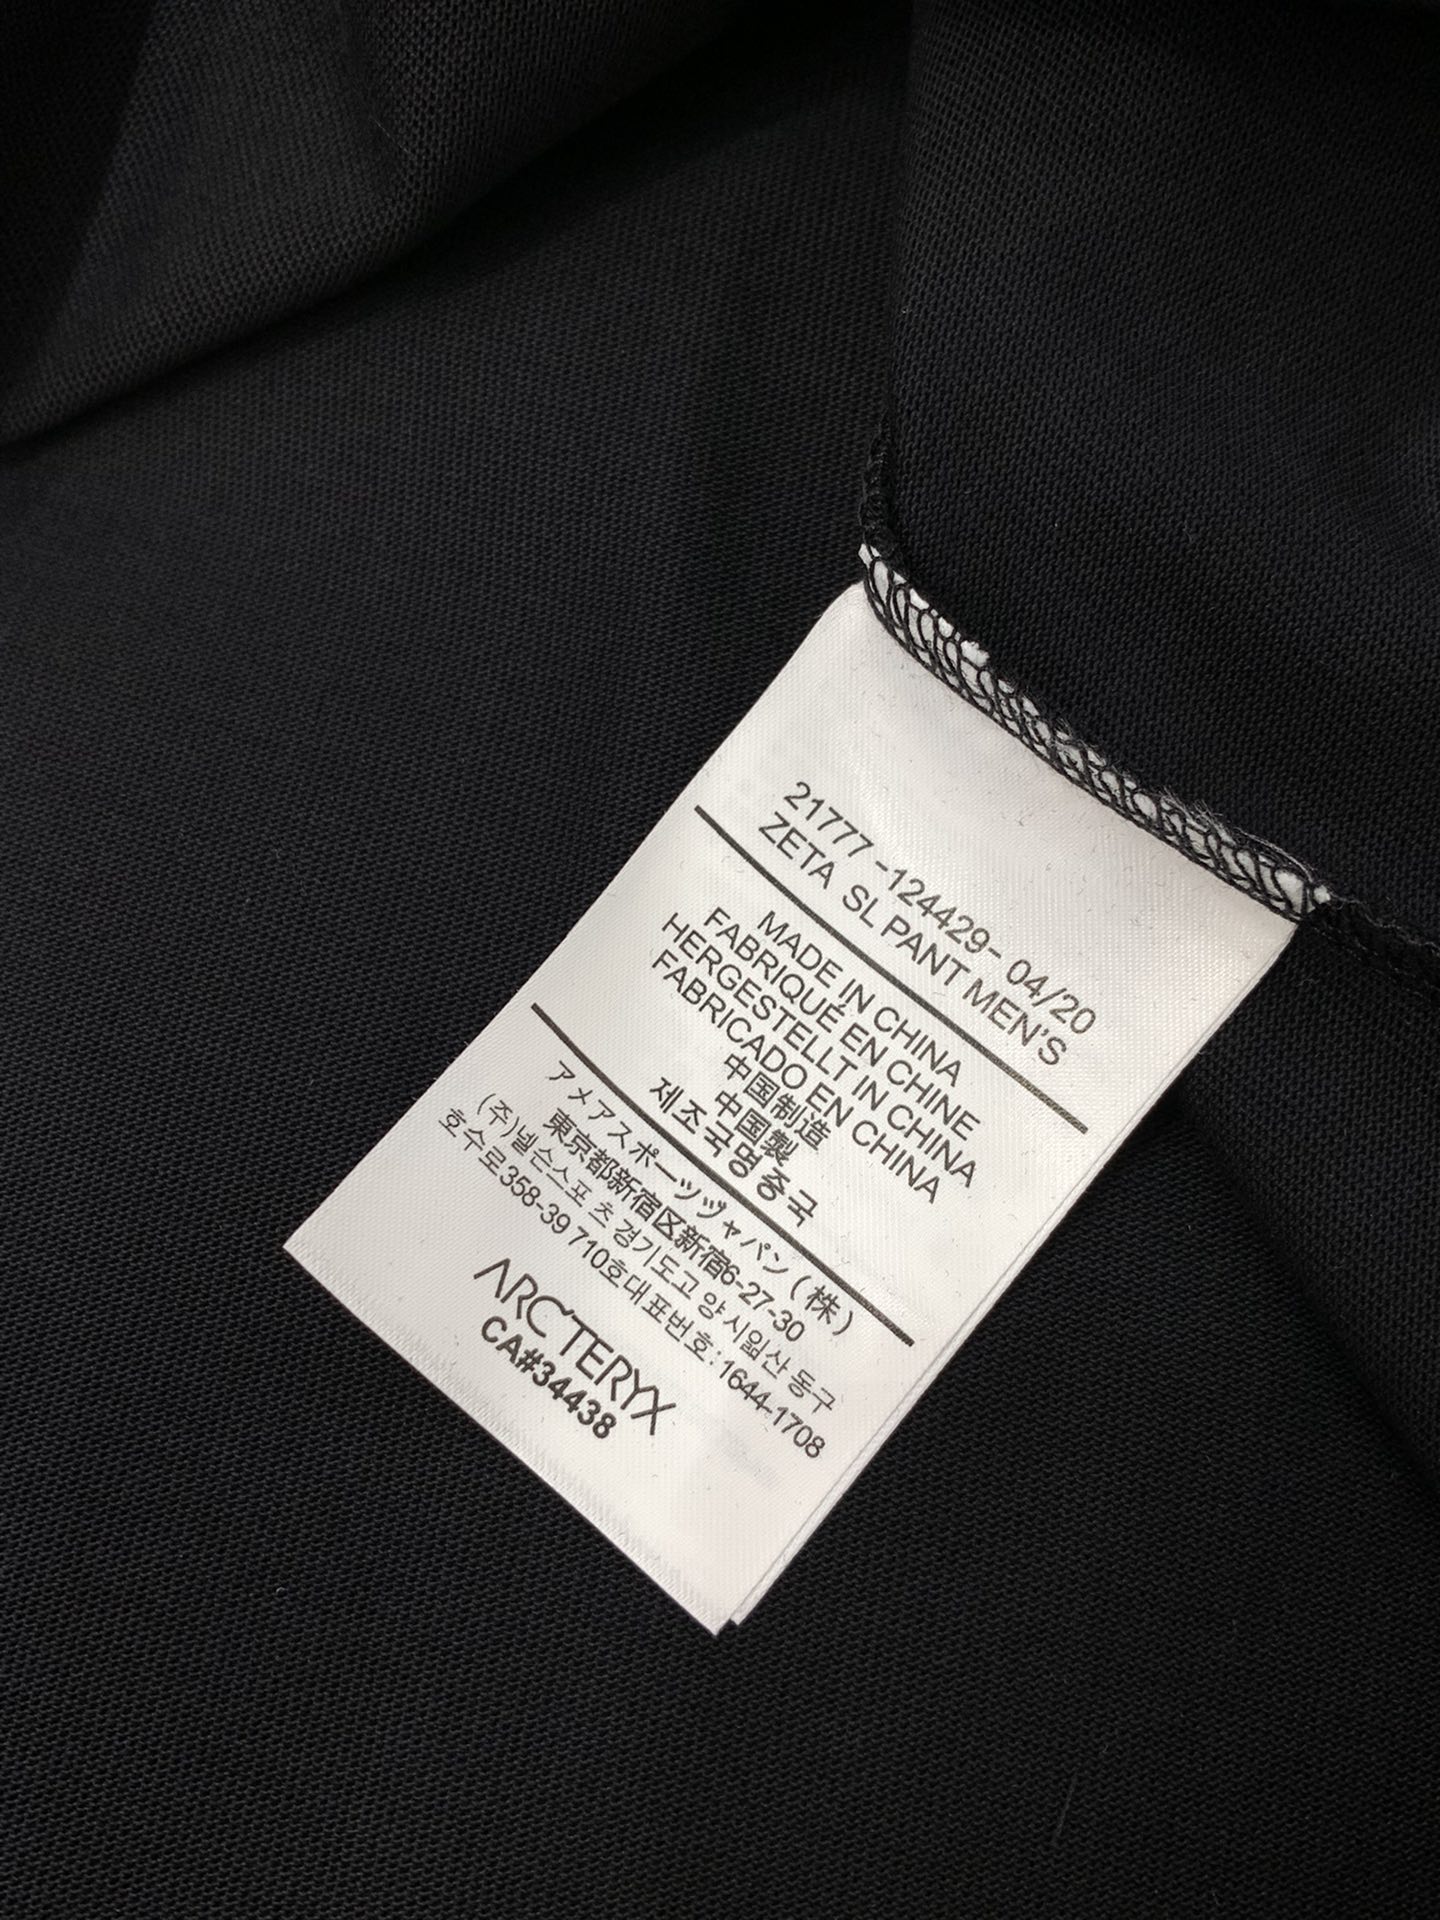 21777-124429-04/20
ZETA SL PANT MEN'S
MADE IN CHINA
FABRIQUÉ EN CHINE
HERGESTELLT IN CHINA
FABRICADO EN CHINA
中国制造
中国製
제조국명중국
アメアスポーツヅャパン(株)
東京都新宿区新宿6-27-30
(주)넬슨스포츠 경기도고양시일산동구
호수로358-39 710호대표번호:1644-1708
ARC'TERYX
CA#34438